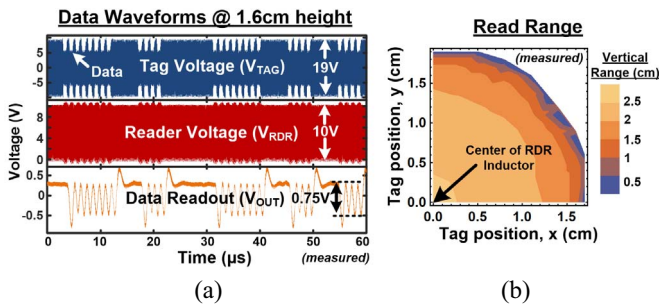 Data Waveforms @ 1.6cm height
(a)
Voltage (V)
5
0
-5
Data
Tag Voltage (VTAG)
19V
10
5
0
Reader Voltage (VRDR)
10V
0.5
0
-0.5
Data Readout (VOUT)
0.75V
0 10 20 30 40 50 60
Time (µs)
(measured)
(a)
Read Range
(b)
Tag position, y (cm)
1.5
1.0
0.5
0.0
(measured)
Center of RDR
Inductor
0.0 0.5 1.0 1.5
Tag position, x (cm)
Vertical
Range (cm)
2.5
2
1.5
1
0.5
(b)